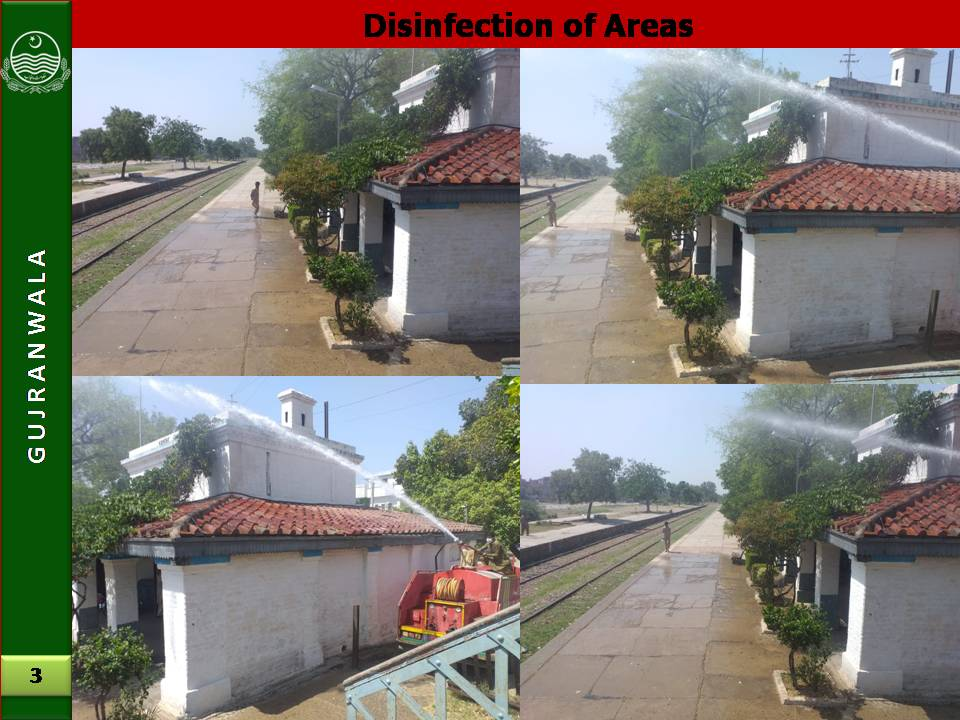 Disinfection of Areas
GUJRANWALA
3